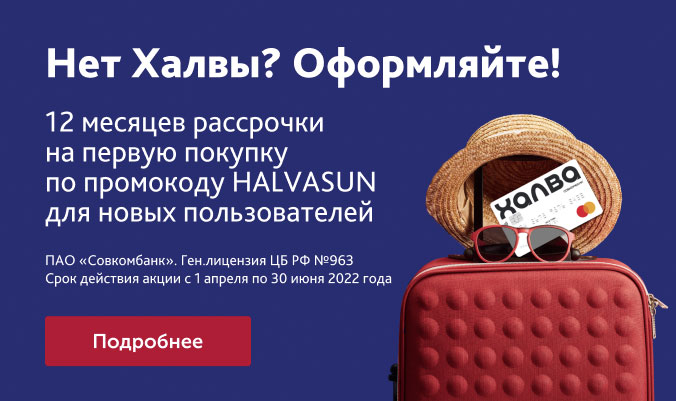 Нет Халвы? Оформляйте!
12 месяцев рассрочки
на первую покупку
по промокоду HALVASUN
для новых пользователей
ХАЛВА
ПАО «Совкомбанк». Ген.лицензия ЦБ РФ №963
Срок действия акции с 1 апреля по 30 июня 2022 года
Подробнее